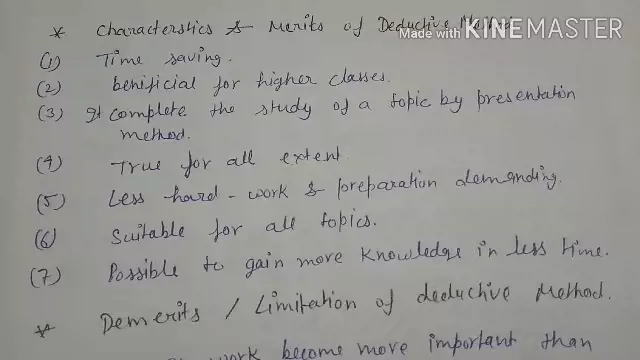 * Characterstics & Merits of Deductive Method
Made with KINEMASTER
(1) Time saving.
(2) benificial for higher classes.
(3) It complete the study of a topic by presentation
method.
(4) True for all extent.
(5) Less hard-work & preparation demanding.
(6) Suitable for all topics.
(7) Possible to gain more knowledge in less time.
* Demerits / Limitation of deductive Method.
work become more important than